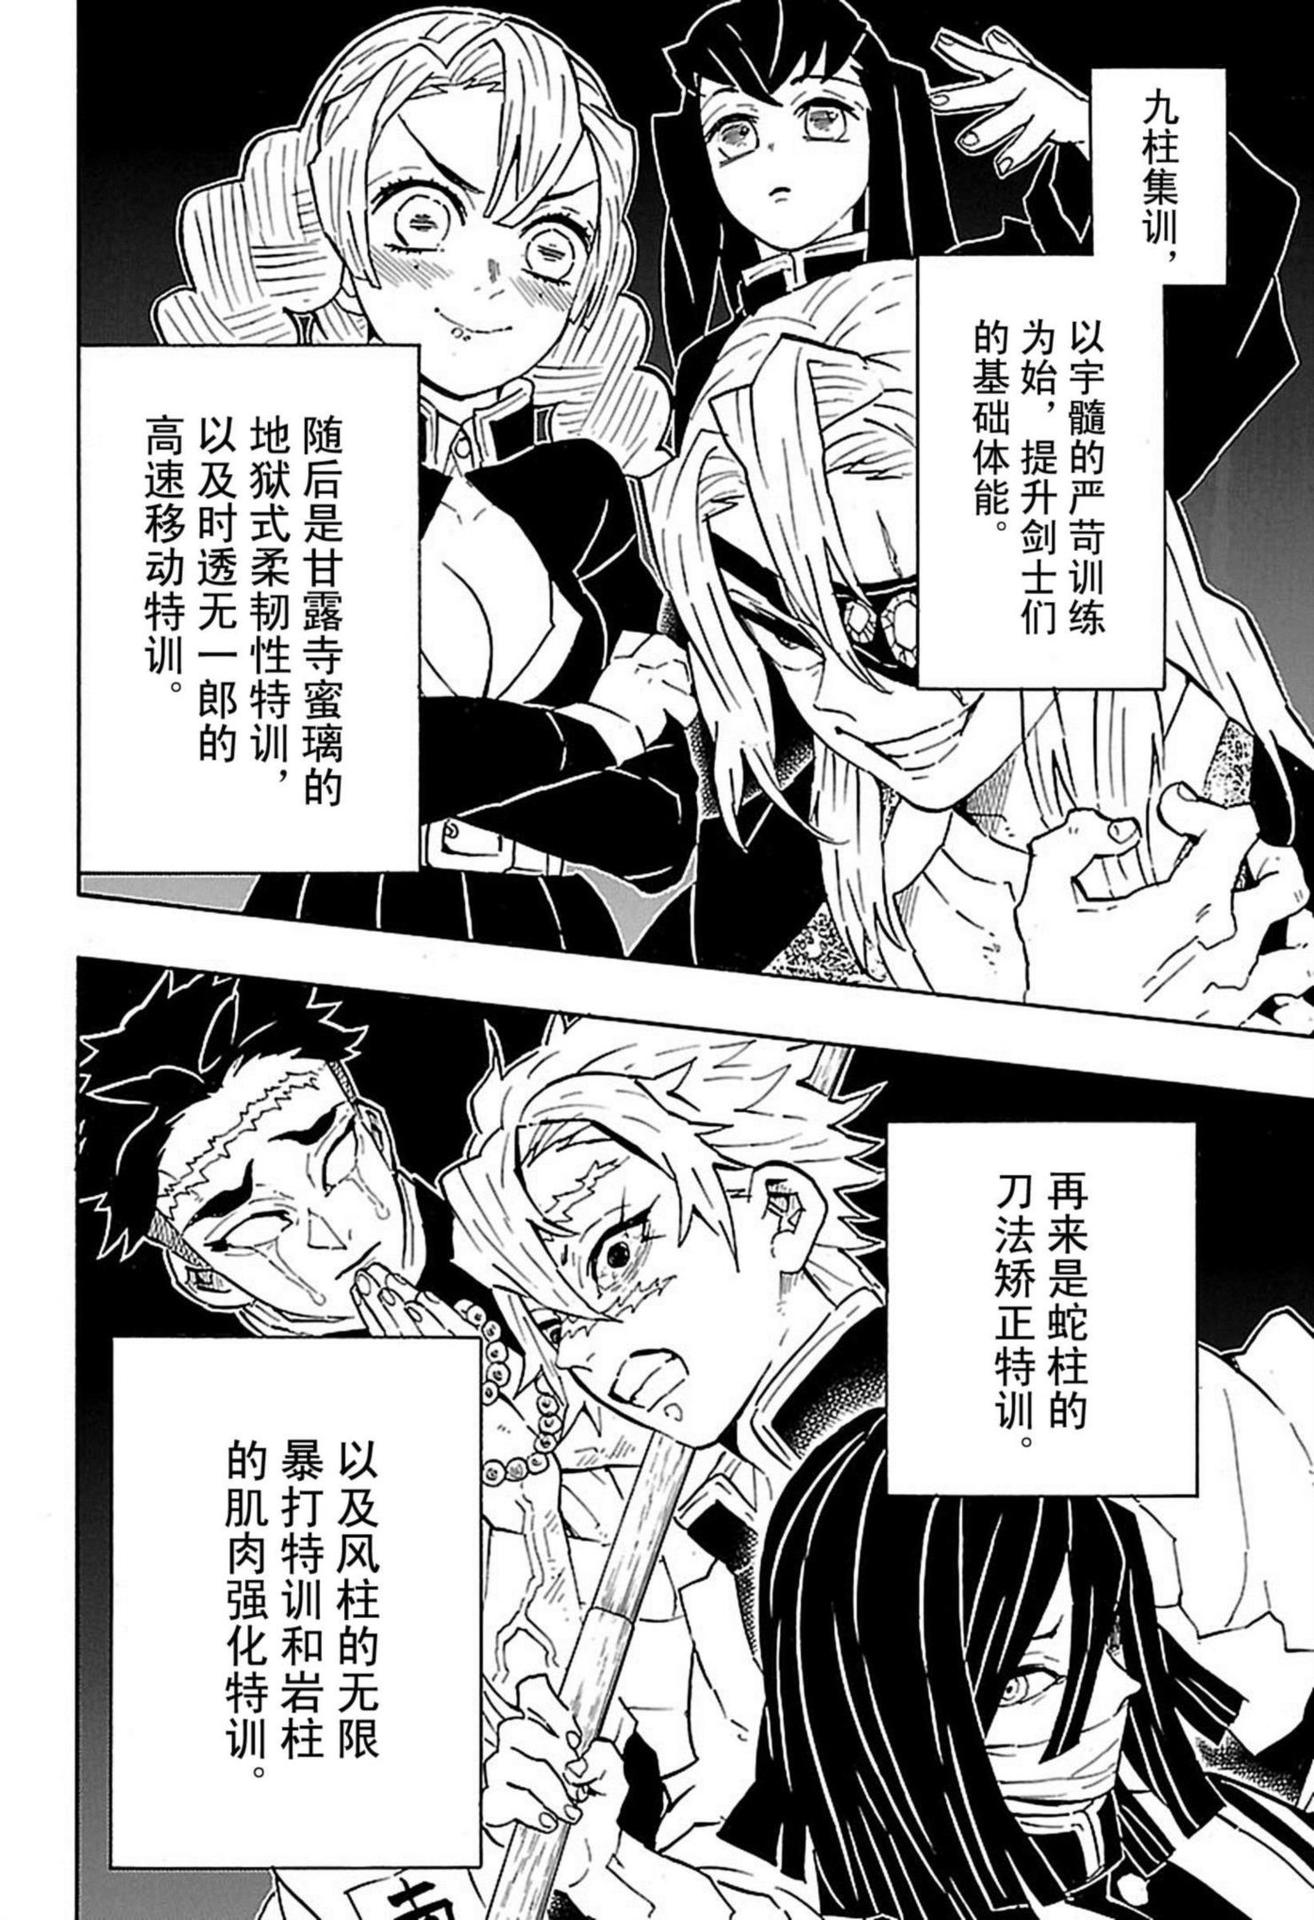 九柱集训，
以宇髓的严苛训练
为始，提升剑士们
的基础体能。
随后是甘露寺蜜璃的
地狱式柔韧性特训，
以及时透无一郎的
高速移动特训。
再来是蛇柱的
刀法矫正特训。
以及风柱的无限
暴打特训和岩柱
的肌肉强化特训。